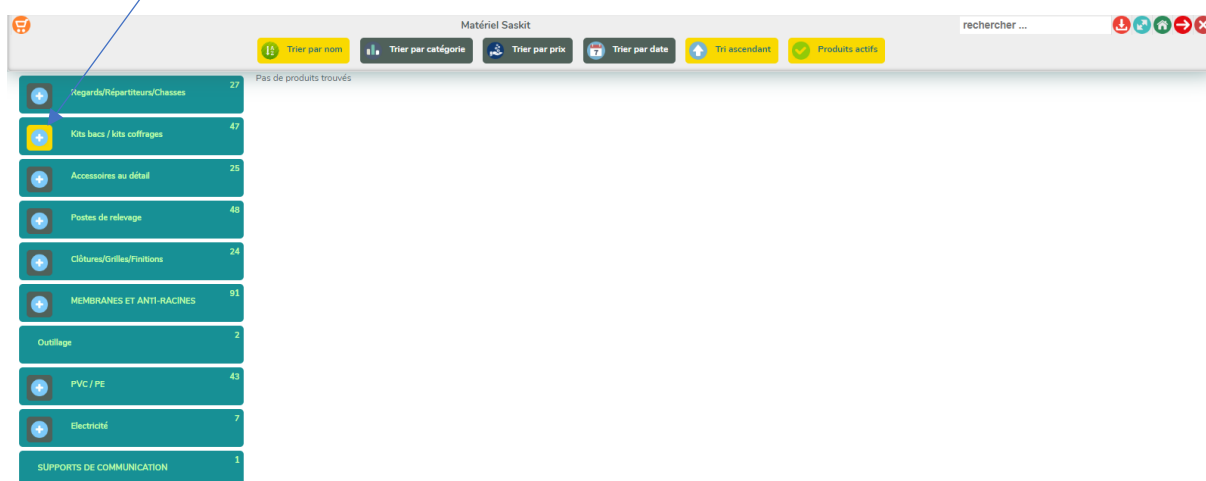 Matériel Saskit
rechercher ...
Trier par nom
Trier par catégorie
Trier par prix
7
Trier par date
Tri ascendant
Produits actifs
Pas de produits trouvés
Regards/Répartiteurs/Chasses 27
Kits bacs / kits coffrages 47
Accessoires au détail 25
Postes de relevage 48
Clôtures/Grilles/Finitions 24
MEMBRANES ET ANTI-RACINES 91
Outillage 2
PVC / PE 43
Electricité 7
SUPPORTS DE COMMUNICATION 1